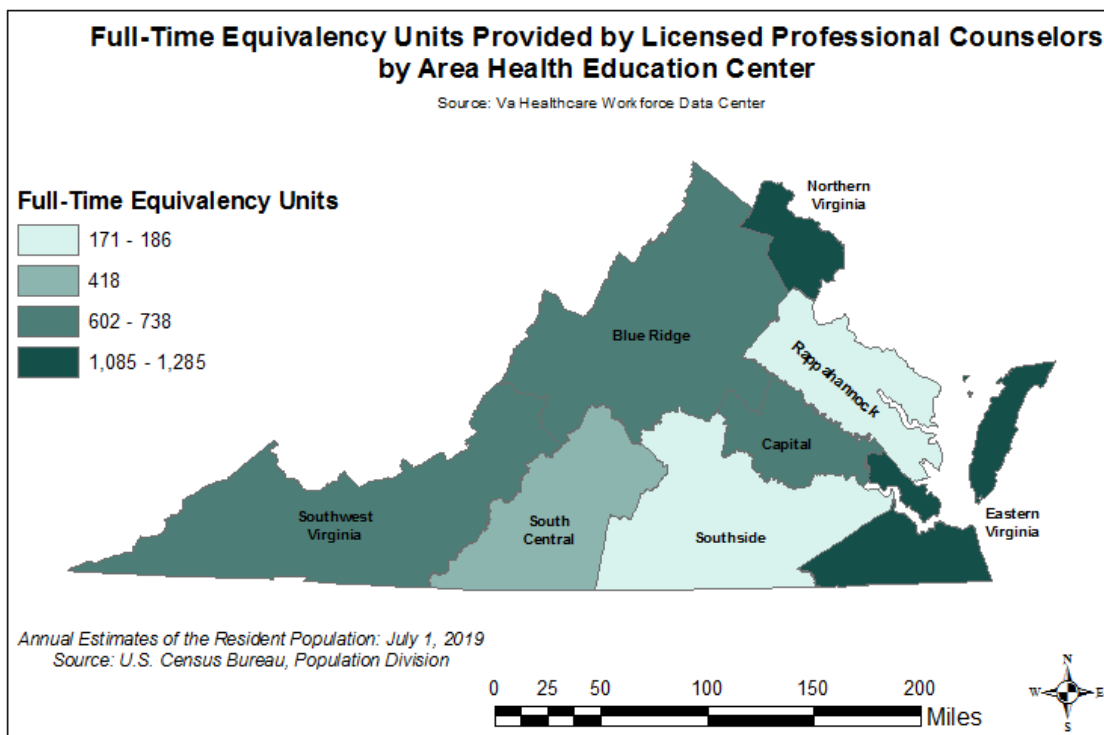 Full-Time Equivalency Units Provided by Licensed Professional Counselors
by Area Health Education Center
Source: Va Healthcare Workforce Data Center
Full-Time Equivalency Units
171 - 186
418
602 - 738
1,085 - 1,285
Northern
Virginia
Blue Ridge
Rappahannock
Capital
Southwest
Virginia
South
Central
Southside
Eastern
Virginia
Annual Estimates of the Resident Population: July 1, 2019
Source: U.S. Census Bureau, Population Division
0 25 50 100 150 200
Miles
N
W E
S